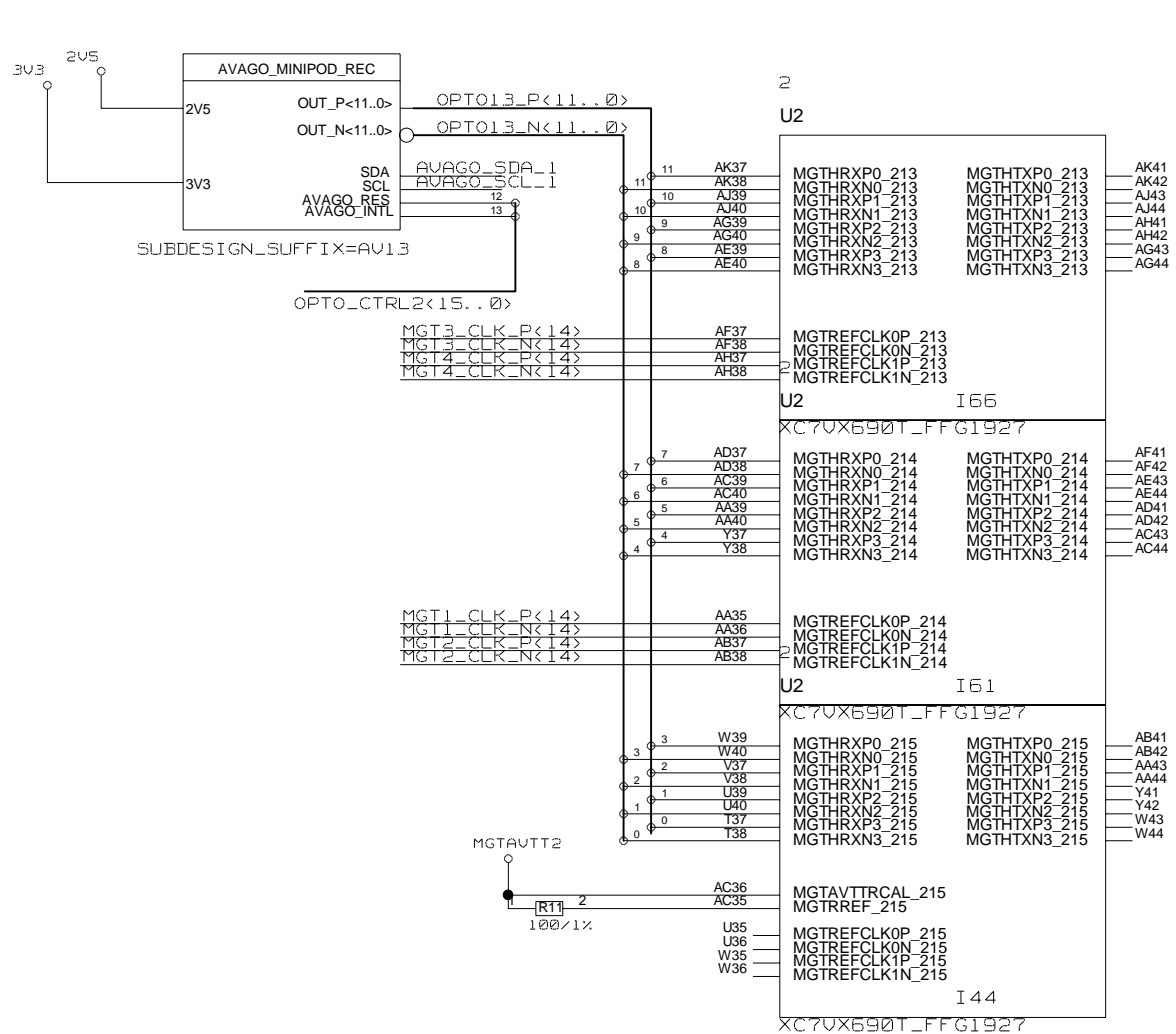 2V5
3V3
AVAGO_MINIPOD_REC
2V5
3V3
OUT_P<11..0>
OUT_N<11..0>
SDA
SCL
AVAGO_RES
AVAGO_INTL
OPTO13_P<11..0>
OPTO13_N<11..0>
AVAGO_SDA_1
AVAGO_SCL_1
12
13
SUBDESIGN_SUFFIX=AV13
OPTO_CTRL2<15..0>
2
U2
11 AK37 MGTHRXP0_213 MGTHTXP0_213 AK41
11 AK38 MGTHRXN0_213 MGTHTXN0_213 AK42
10 AJ39 MGTHRXP1_213 MGTHTXP1_213 AJ43
10 AJ40 MGTHRXN1_213 MGTHTXN1_213 AJ44
9 AG39 MGTHRXP2_213 MGTHTXP2_213 AH41
9 AG40 MGTHRXN2_213 MGTHTXN2_213 AH42
8 AE39 MGTHRXP3_213 MGTHTXP3_213 AG43
8 AE40 MGTHRXN3_213 MGTHTXN3_213 AG44
MGT3_CLK_P<14> AF37 MGTREFCLK0P_213
MGT3_CLK_N<14> AF38 MGTREFCLK0N_213
MGT4_CLK_P<14> AH37 MGTREFCLK1P_213
MGT4_CLK_N<14> AH38 MGTREFCLK1N_213
2
U2 I66
XC7VX690T_FFG1927
7 AD37 MGTHRXP0_214 MGTHTXP0_214 AF41
7 AD38 MGTHRXN0_214 MGTHTXN0_214 AF42
6 AC39 MGTHRXP1_214 MGTHTXP1_214 AE43
6 AC40 MGTHRXN1_214 MGTHTXN1_214 AE44
5 AA39 MGTHRXP2_214 MGTHTXP2_214 AD41
5 AA40 MGTHRXN2_214 MGTHTXN2_214 AD42
4 Y37 MGTHRXP3_214 MGTHTXP3_214 AC43
4 Y38 MGTHRXN3_214 MGTHTXN3_214 AC44
MGT1_CLK_P<14> AA35 MGTREFCLK0P_214
MGT1_CLK_N<14> AA36 MGTREFCLK0N_214
MGT2_CLK_P<14> AB37 MGTREFCLK1P_214
MGT2_CLK_N<14> AB38 MGTREFCLK1N_214
2
U2 I61
XC7VX690T_FFG1927
3 W39 MGTHRXP0_215 MGTHTXP0_215 AB41
3 W40 MGTHRXN0_215 MGTHTXN0_215 AB42
2 V37 MGTHRXP1_215 MGTHTXP1_215 AA43
2 V38 MGTHRXN1_215 MGTHTXN1_215 AA44
1 U39 MGTHRXP2_215 MGTHTXP2_215 Y41
1 U40 MGTHRXN2_215 MGTHTXN2_215 Y42
0 T37 MGTHRXP3_215 MGTHTXP3_215 W43
0 T38 MGTHRXN3_215 MGTHTXN3_215 W44
MGTAVTT2
AC36 MGTAVTTRCAL_215
R11 2 AC35 MGTRREF_215
100/1%
U35 MGTREFCLK0P_215
U36 MGTREFCLK0N_215
W35 MGTREFCLK1P_215
W36 MGTREFCLK1N_215
I44
XC7VX690T_FFG1927